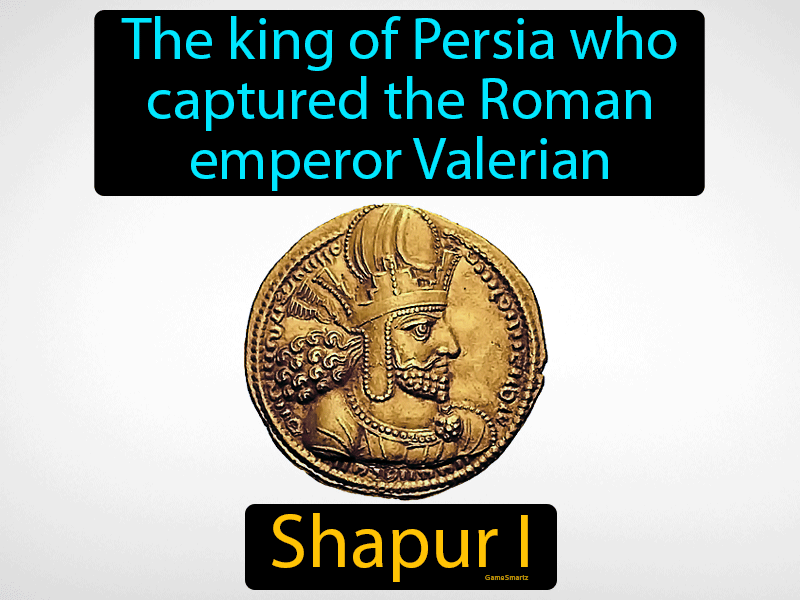 The king of Persia who
captured the Roman
emperor Valerian
Shapur I
GameSmartz